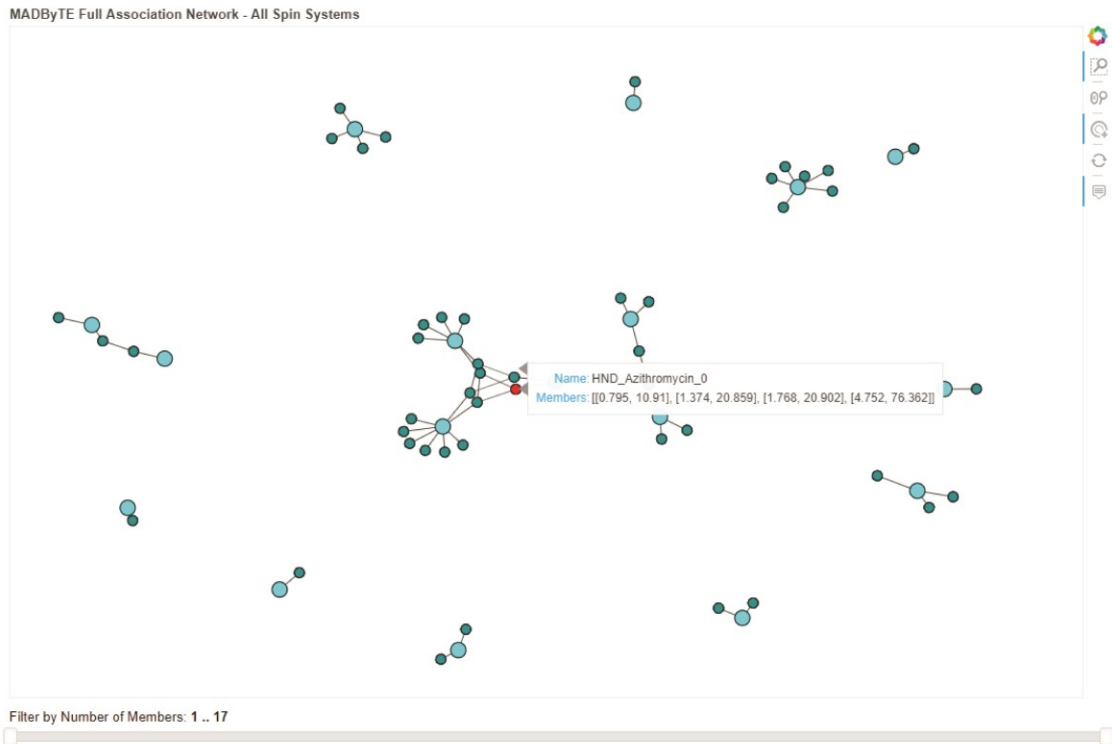 MADByTE Full Association Network - All Spin Systems
Name: HND_Azithromycin_0
Members: [[0.795, 10.91], [1.374, 20.859], [1.768, 20.902], [4.752, 76.362]]
Filter by Number of Members: 1 .. 17